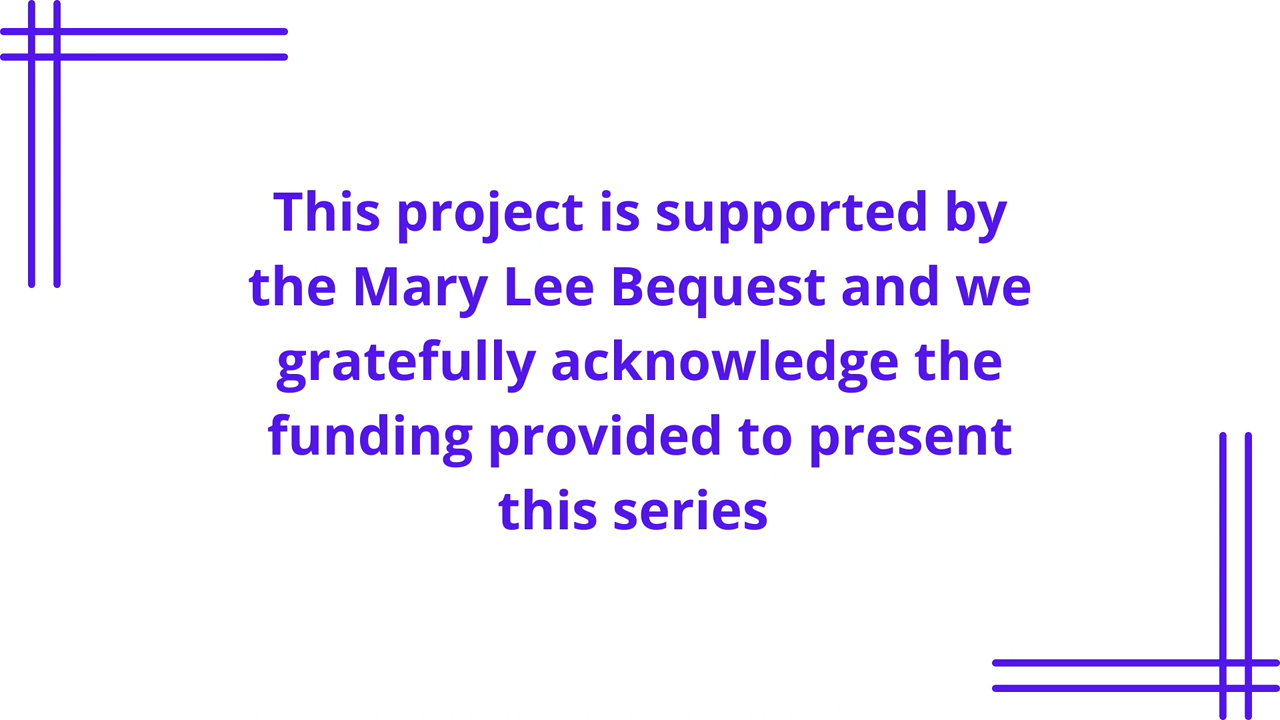 This project is supported by
the Mary Lee Bequest and we
gratefully acknowledge the
funding provided to present
this series